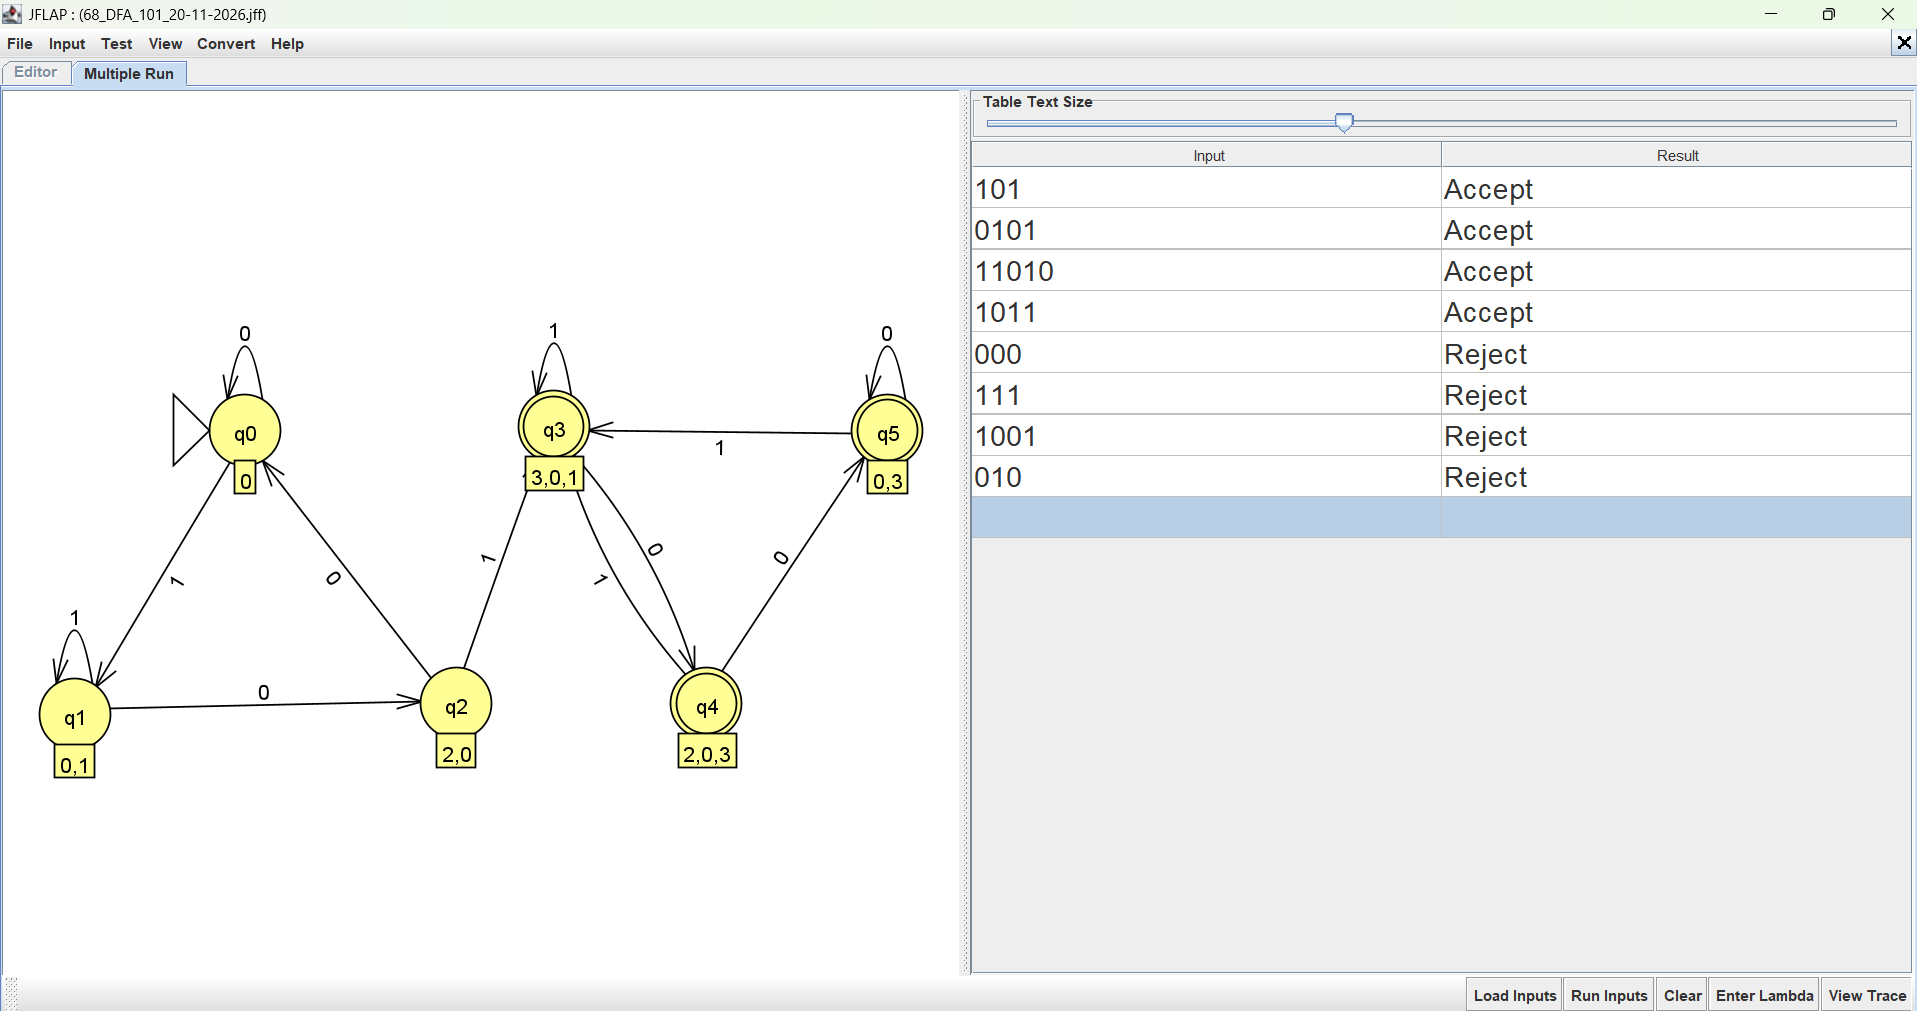 JFLAP : (68_DFA_101_20-11-2026.jff)
File Input Test View Convert Help
Editor Multiple Run
Table Text Size
Input Result
101 Accept
0101 Accept
11010 Accept
1011 Accept
000 Reject
111 Reject
1001 Reject
010 Reject
0 1 0
q0 q3 q5
0 3,0,1 0,3
1
1 0 1 1 0 0
1
0
q1 q2 q4
0,1 2,0 2,0,3
Load Inputs Run Inputs Clear Enter Lambda View Trace